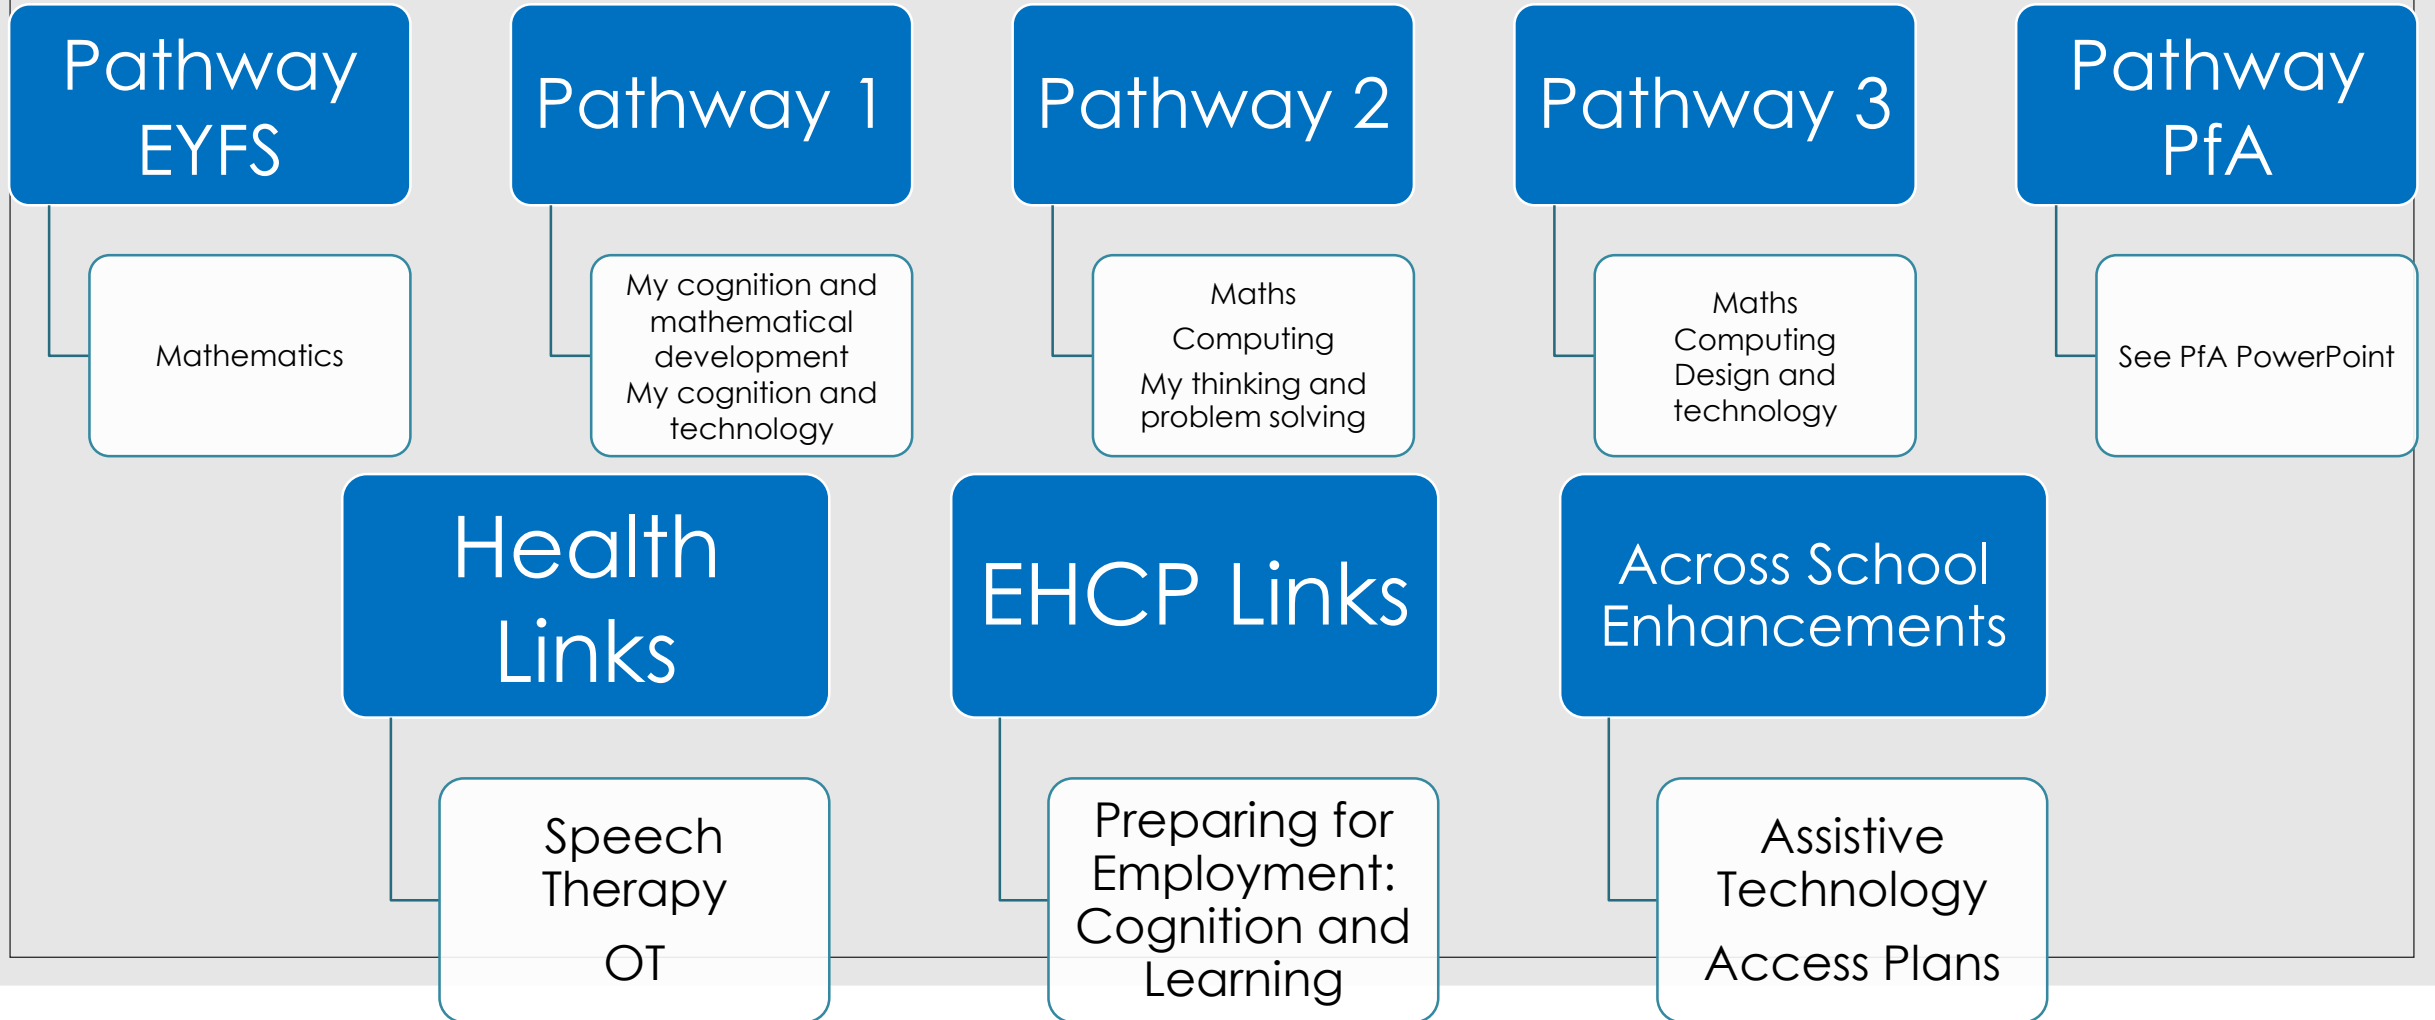 Pathway
EYFS
Pathway 1
Pathway 2
Pathway 3
Pathway
PfA
Mathematics
My cognition and
mathematical
development
My cognition and
technology
Maths
Computing
My thinking and
problem solving
Maths
Computing
Design and
technology
See PfA PowerPoint
Health
Links
EHCP Links
Across School
Enhancements
Speech
Therapy
OT
Preparing for
Employment:
Cognition and
Learning
Assistive
Technology
Access Plans